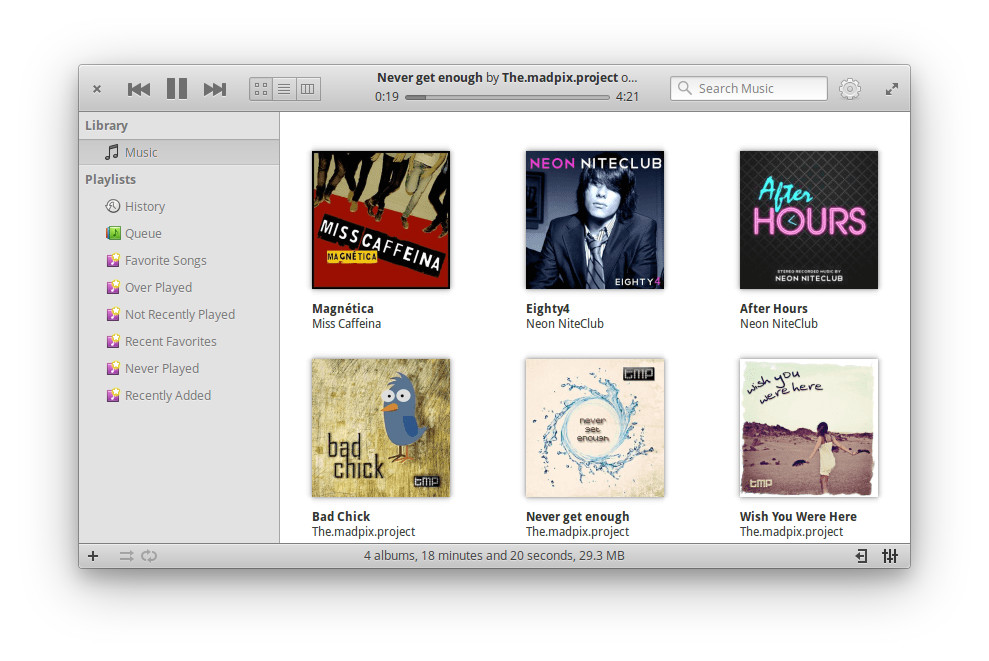 Never get enough by The.madpix.project o...
0:19 4:21
Search Music
Library
Music
Playlists
History
Queue
Favorite Songs
Over Played
Not Recently Played
Recent Favorites
Never Played
Recently Added
MISS CAFFEINA
MAGNÉTICA
Magnética
Miss Caffeina
NEON NITECLUB
EIGHTY4
Eighty4
Neon NiteClub
After
HOURS
STEREO RECORDED MUSIC BY
NEON NITECLUB
After Hours
Neon NiteClub
bad
chick
tmp
Bad Chick
The.madpix.project
tmp
never
get
enough
Never get enough
The.madpix.project
wish you
were here
tmp
Wish You Were Here
The.madpix.project
4 albums, 18 minutes and 20 seconds, 29.3 MB